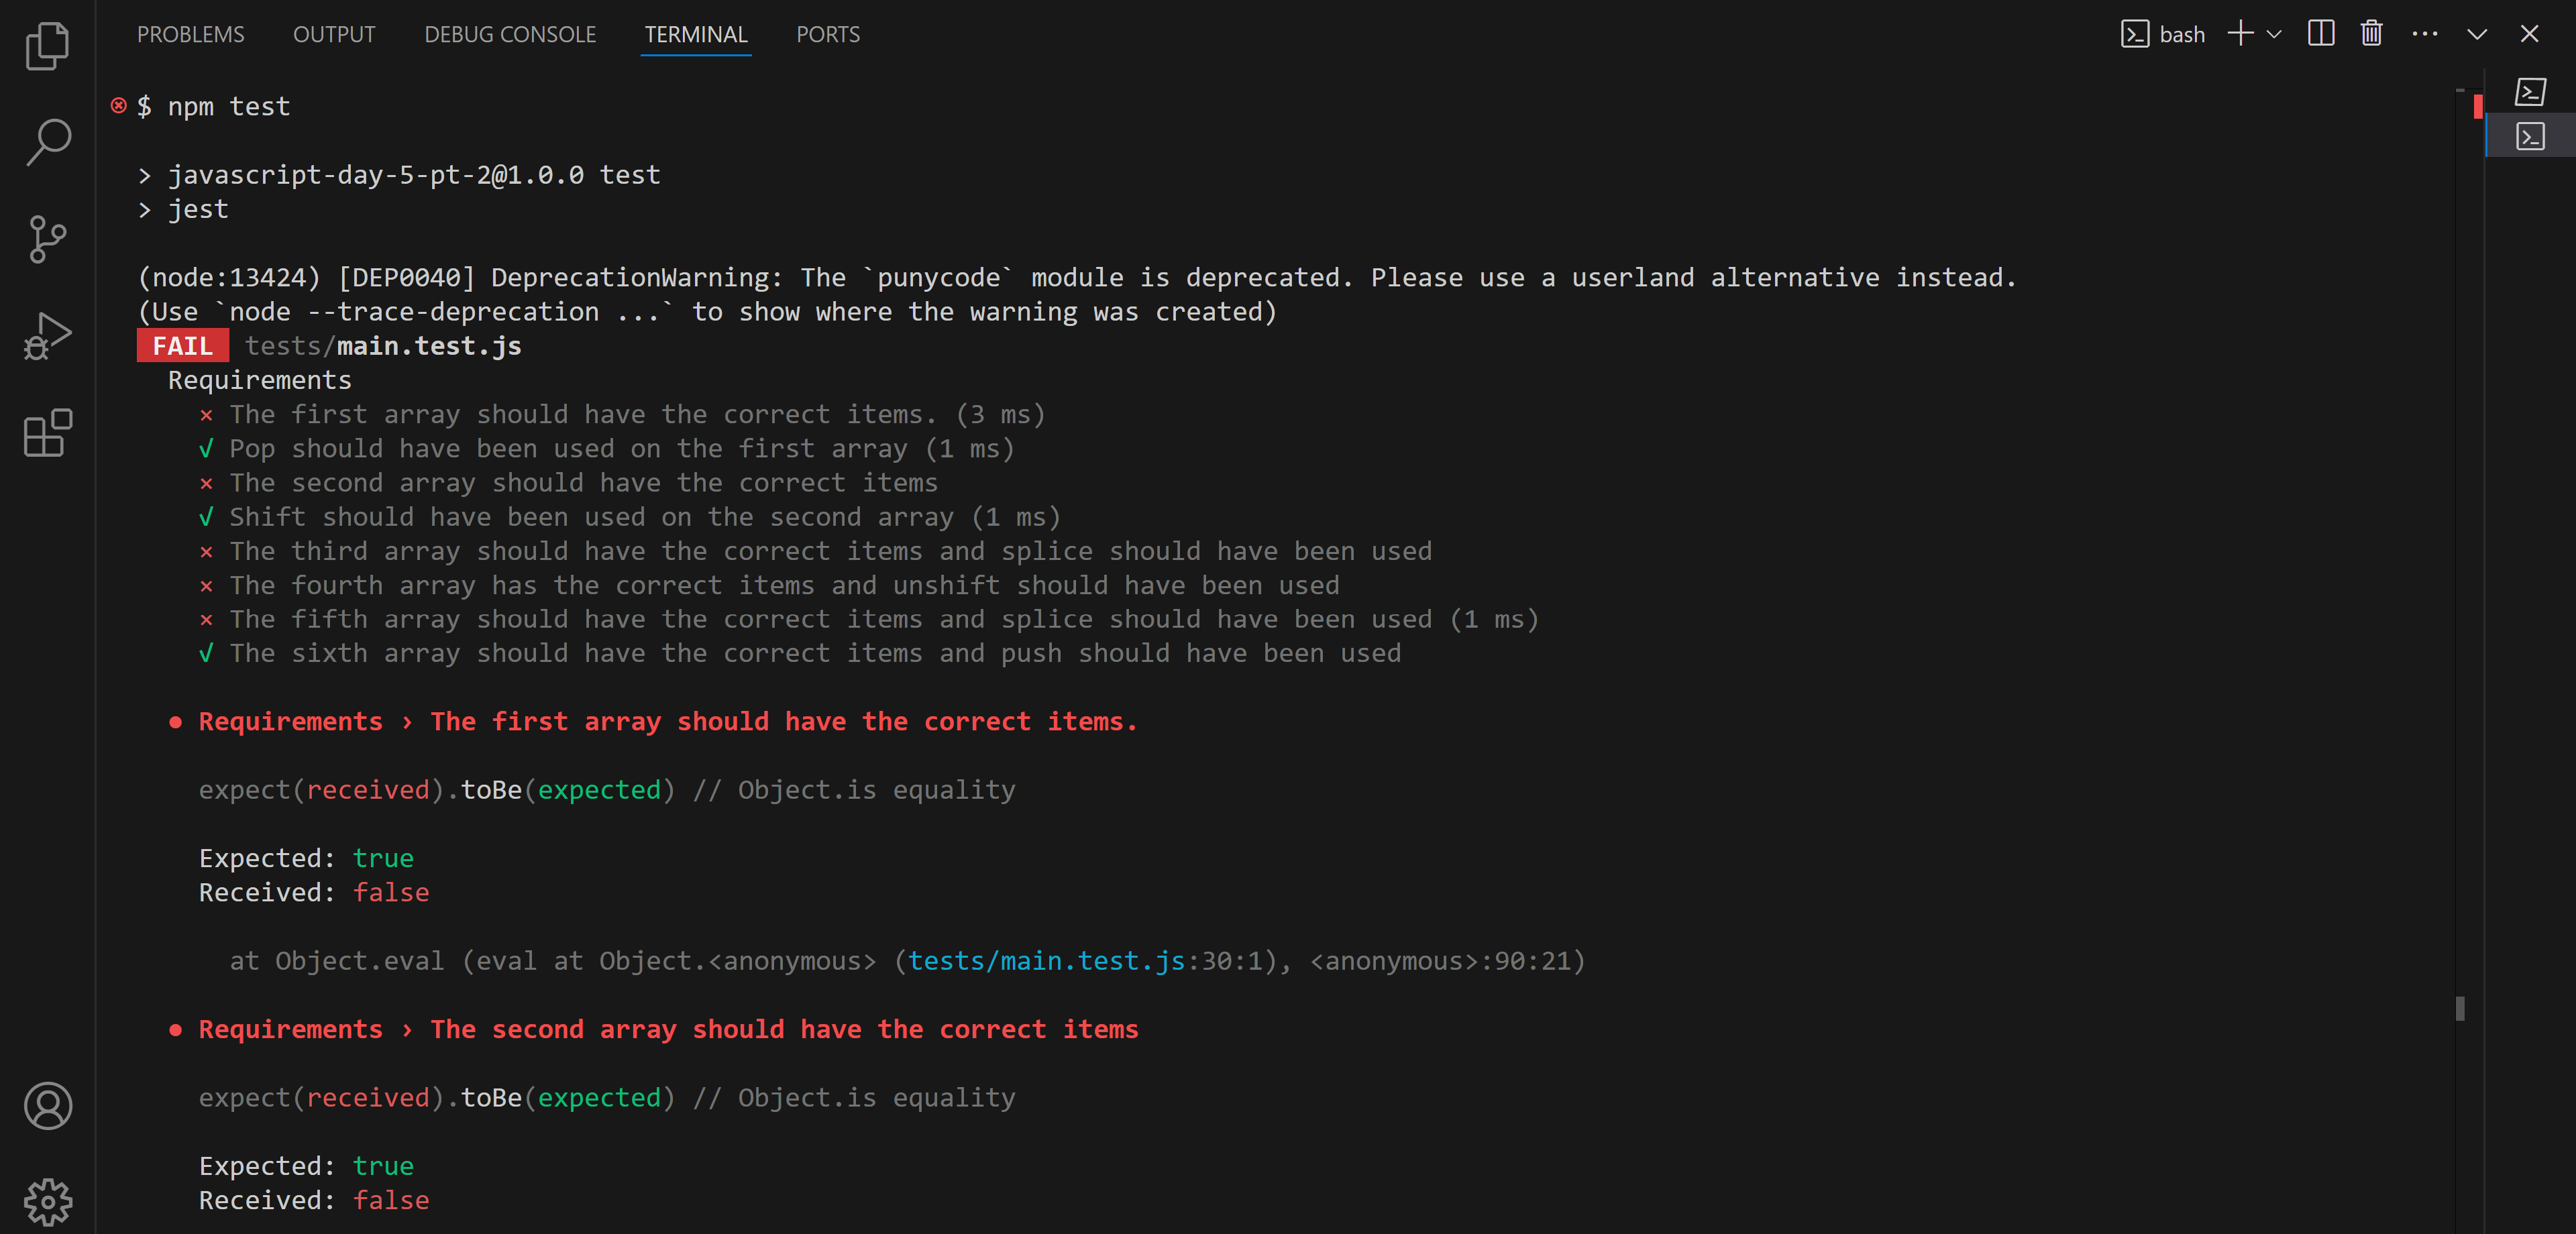 PROBLEMS OUTPUT DEBUG CONSOLE TERMINAL PORTS bash
$ npm test
> javascript-day-5-pt-2@1.0.0 test
> jest
(node:13424) [DEP0040] DeprecationWarning: The `punycode` module is deprecated. Please use a userland alternative instead.
(Use `node --trace-deprecation ...` to show where the warning was created)
FAIL tests/main.test.js
Requirements
× The first array should have the correct items. (3 ms)
√ Pop should have been used on the first array (1 ms)
× The second array should have the correct items
√ Shift should have been used on the second array (1 ms)
× The third array should have the correct items and splice should have been used
× The fourth array has the correct items and unshift should have been used
× The fifth array should have the correct items and splice should have been used (1 ms)
√ The sixth array should have the correct items and push should have been used
● Requirements › The first array should have the correct items.
expect(received).toBe(expected) // Object.is equality
Expected: true
Received: false
at Object.eval (eval at Object.<anonymous> (tests/main.test.js:30:1), <anonymous>:90:21)
● Requirements › The second array should have the correct items
expect(received).toBe(expected) // Object.is equality
Expected: true
Received: false